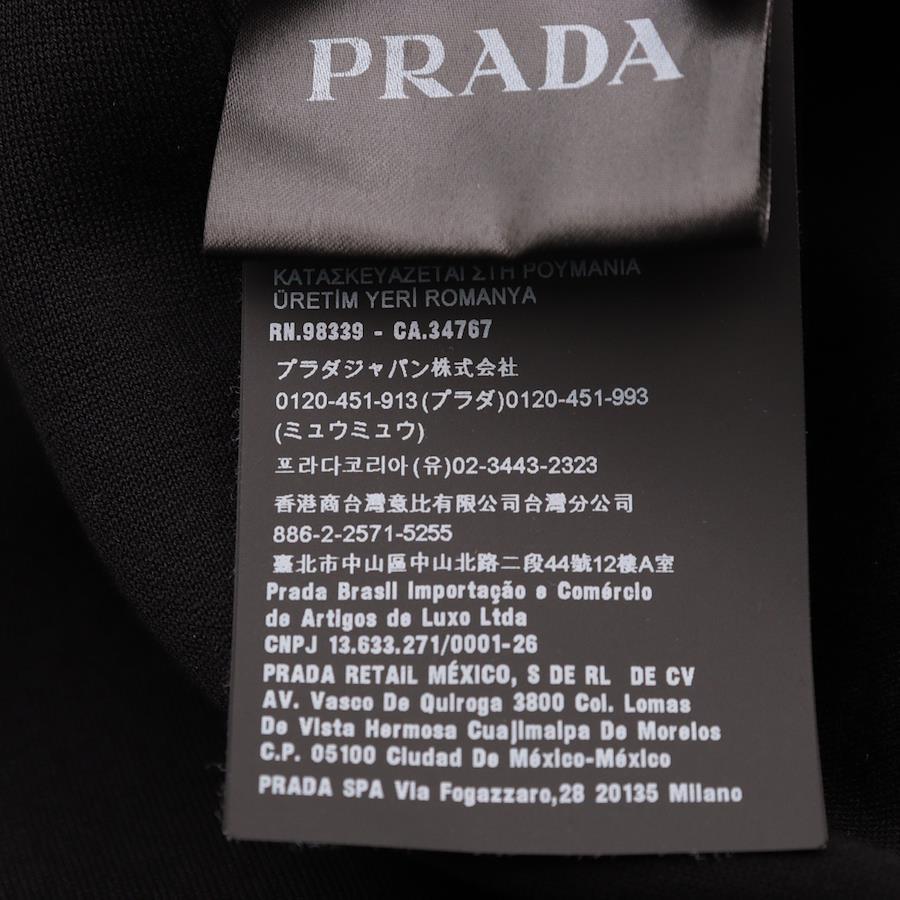 PRADA
ΚΑΤΑΣΚΕΥΑΖΕΤΑΙ ΣΤΗ ΡΟΥΜΑΝΙΑ
ÜRETİM YERİ ROMANYA
RN.98339 - CA.34767
プラダジャパン株式会社
0120-451-913(プラダ)0120-451-993
(ミュウミュウ)
프라다코리아(유)02-3443-2323
香港商台灣意比有限公司台灣分公司
886-2-2571-5255
臺北市中山區中山北路二段44號12樓A室
Prada Brasil Importação e Comércio
de Artigos de Luxo Ltda
CNPJ 13.633.271/0001-26
PRADA RETAIL MÉXICO, S DE RL DE CV
AV. Vasco De Quiroga 3800 Col. Lomas
De Vista Hermosa Cuajimalpa De Morelos
C.P. 05100 Ciudad De México-México
PRADA SPA Via Fogazzaro,28 20135 Milano